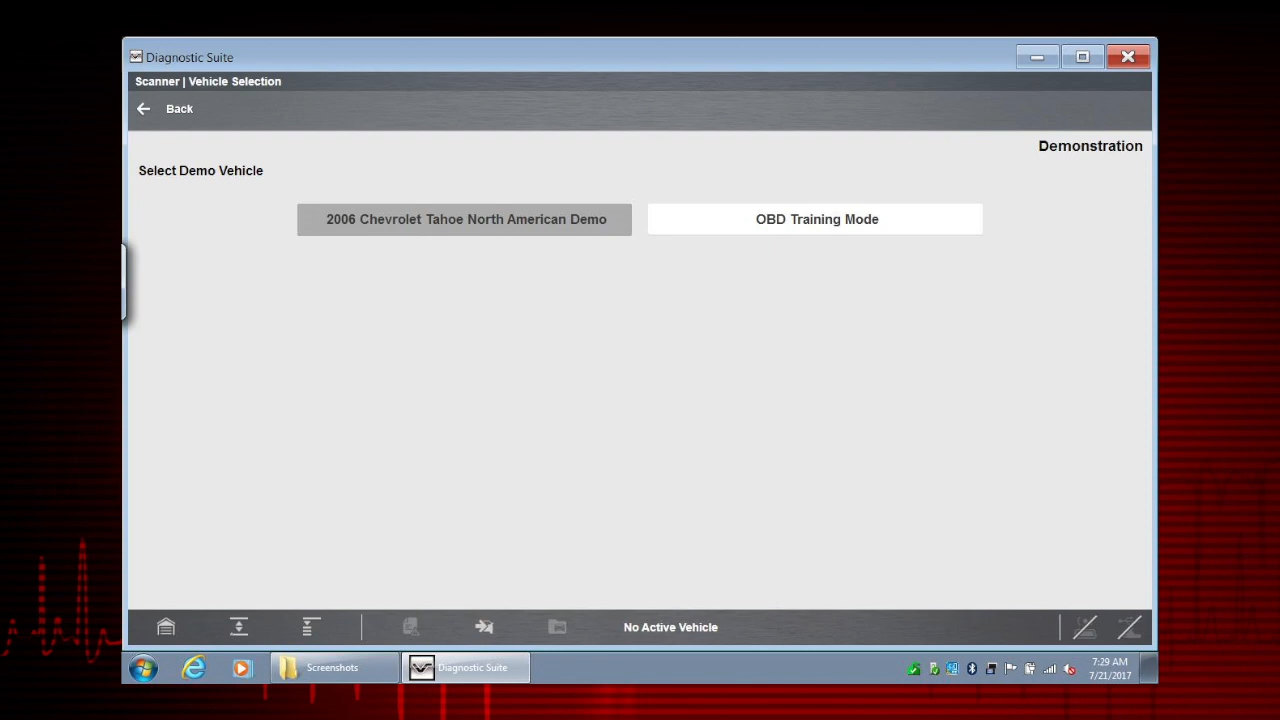 Diagnostic Suite
Scanner | Vehicle Selection
Back
Demonstration
Select Demo Vehicle
2006 Chevrolet Tahoe North American Demo
OBD Training Mode
No Active Vehicle
Screenshots
Diagnostic Suite
7:29 AM
7/21/2017